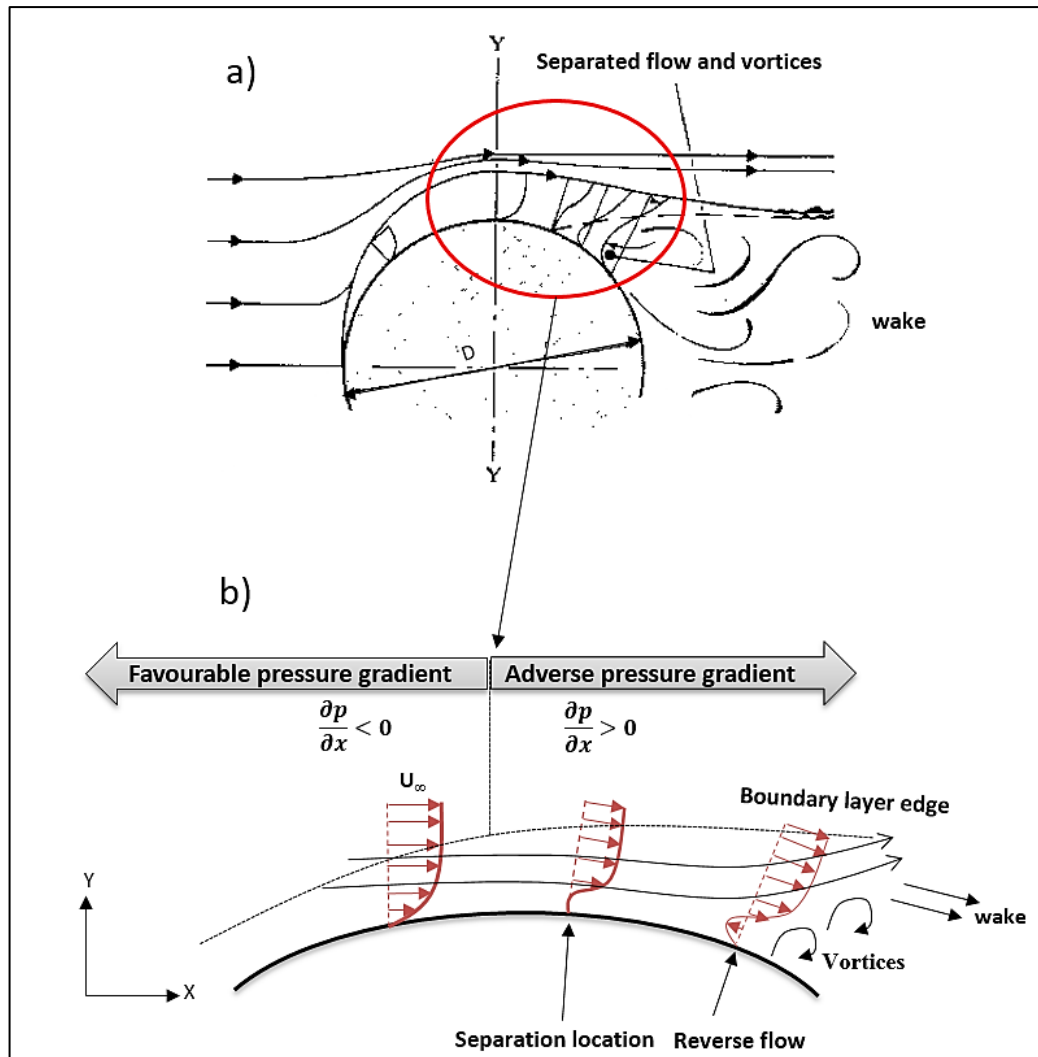 a)
Y
Separated flow and vortices
wake
D
Y
b)
Favourable pressure gradient
Adverse pressure gradient
∂p/∂x < 0
∂p/∂x > 0
U∞
Boundary layer edge
Y
X
wake
Vortices
Separation location
Reverse flow